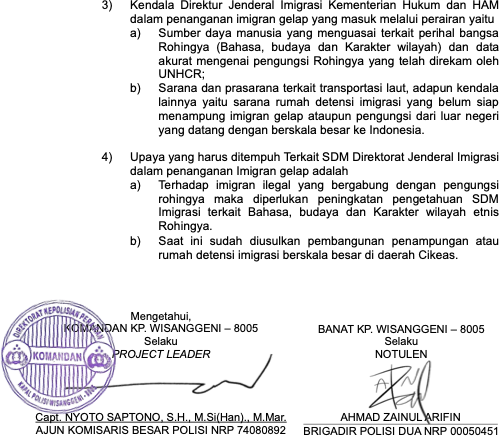 3) Kendala Direktur Jenderal Imigrasi Kementerian Hukum dan HAM
dalam penanganan imigran gelap yang masuk melalui perairan yaitu
a) Sumber daya manusia yang menguasai terkait perihal bangsa
Rohingya (Bahasa, budaya dan Karakter wilayah) dan data
akurat mengenai pengungsi Rohingya yang telah direkam oleh
UNHCR;
b) Sarana dan prasarana terkait transportasi laut, adapun kendala
lainnya yaitu sarana rumah detensi imigrasi yang belum siap
menampung imigran gelap ataupun pengungsi dari luar negeri
yang datang dengan berskala besar ke Indonesia.
4) Upaya yang harus ditempuh Terkait SDM Direktorat Jenderal Imigrasi
dalam penanganan Imigran gelap adalah
a) Terhadap imigran ilegal yang bergabung dengan pengungsi
rohingya maka diperlukan peningkatan pengetahuan SDM
Imigrasi terkait Bahasa, budaya dan Karakter wilayah etnis
Rohingya.
b) Saat ini sudah diusulkan pembangunan penampungan atau
rumah detensi imigrasi berskala besar di daerah Cikeas.
Mengetahui,
KOMANDAN KP. WISANGGENI – 8005
Selaku
PROJECT LEADER
DIREKTORAT KEPOLISIAN PERAIRAN
KOMANDAN
KAPAL POLISI WISANGGENI - 8005
Capt. NYOTO SAPTONO, S.H., M.Si(Han)., M.Mar.
AJUN KOMISARIS BESAR POLISI NRP 74080892
BANAT KP. WISANGGENI – 8005
Selaku
NOTULEN
AHMAD ZAINUL ARIFIN
BRIGADIR POLISI DUA NRP 00050451